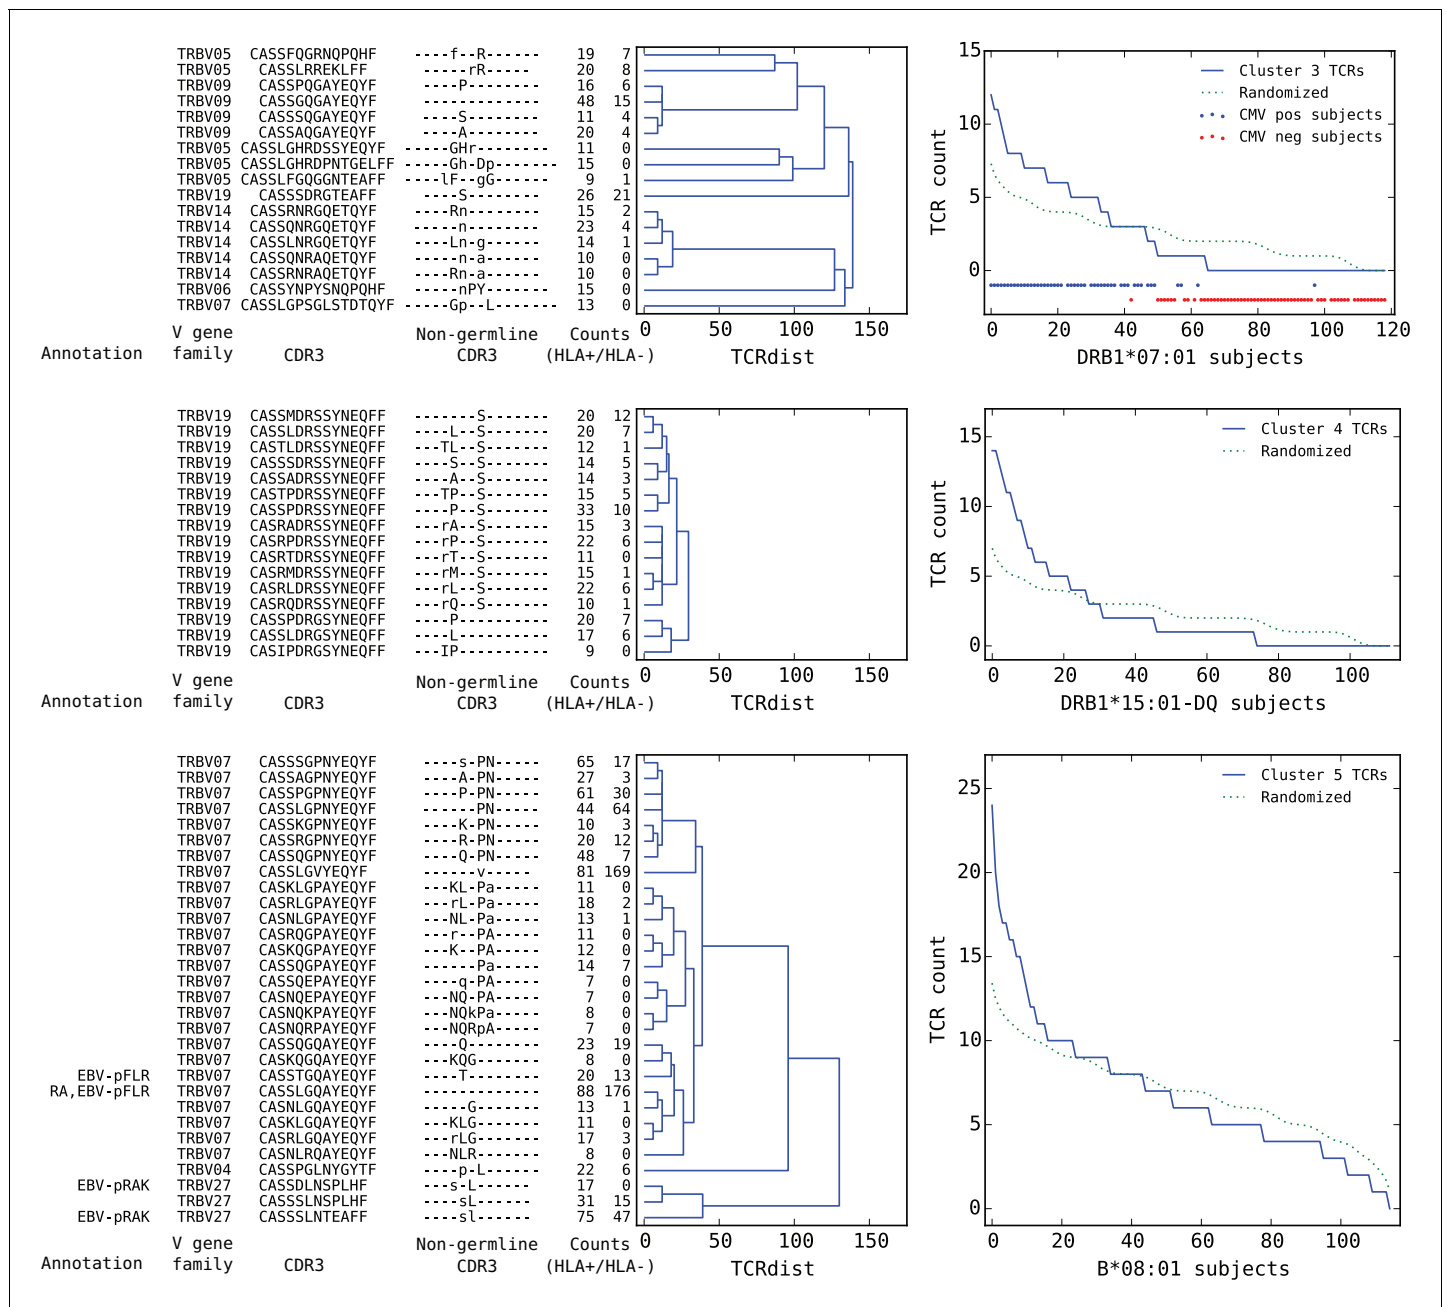 TRBV05 CASSFQGRNQPQHF ----f--R------ 19 7
TRBV05 CASSLRREKLFF -----rR----- 20 8
TRBV09 CASSPQGAYEQYF ----P-------- 16 6
TRBV09 CASSGQGAYEQYF ------------- 48 15
TRBV09 CASSSQGAYEQYF ----S-------- 11 4
TRBV09 CASSAQGAYEQYF ----A-------- 20 4
TRBV05 CASSLGHRDSSYEQYF -----GHr-------- 11 0
TRBV05 CASSLGHRDPNTGELFF -----Gh-Dp------- 15 0
TRBV05 CASSLFGQGGNTEAFF ----lF--gG------ 9 1
TRBV19 CASSSDRGTEAFF ----S-------- 26 21
TRBV14 CASSRNRGQETQYF ----Rn-------- 15 2
TRBV14 CASSQNRGQETQYF -----n-------- 23 4
TRBV14 CASSLNRGQETQYF ----Ln-g------ 14 1
TRBV14 CASSQNRAQETQYF -----n-a------ 10 0
TRBV14 CASSRNRAQETQYF ----Rn-a------ 10 0
TRBV06 CASSYNPYSNQPQHF -----nPY------- 15 0
TRBV07 CASSLGPSGLSTDTQYF -----Gp--L------- 13 0
Annotation V gene family CDR3 Non-germline CDR3 Counts (HLA+/HLA-)
0 50 100 150
TCRdist
15
10
5
0
TCR count
Cluster 3 TCRs
Randomized
CMV pos subjects
CMV neg subjects
0 20 40 60 80 100 120
DRB1*07:01 subjects
TRBV19 CASSMDRSSYNEQFF -------S------- 20 12
TRBV19 CASSLDRSSYNEQFF ----L--S------- 20 7
TRBV19 CASTLDRSSYNEQFF ---TL--S------- 12 1
TRBV19 CASSSDRSSYNEQFF ----S--S------- 14 5
TRBV19 CASSADRSSYNEQFF ----A--S------- 14 3
TRBV19 CASTPDRSSYNEQFF ---TP--S------- 15 5
TRBV19 CASSPDRSSYNEQFF ----P--S------- 33 10
TRBV19 CASRADRSSYNEQFF ---rA--S------- 15 3
TRBV19 CASRPDRSSYNEQFF ---rP--S------- 22 6
TRBV19 CASRTDRSSYNEQFF ---rT--S------- 11 0
TRBV19 CASRMDRSSYNEQFF ---rM--S------- 15 1
TRBV19 CASRLDRSSYNEQFF ---rL--S------- 22 6
TRBV19 CASRQDRSSYNEQFF ---rQ--S------- 10 1
TRBV19 CASSPDRGSYNEQFF ----P---------- 20 7
TRBV19 CASSLDRGSYNEQFF ----L---------- 17 6
TRBV19 CASIPDRGSYNEQFF ---IP---------- 9 0
Annotation V gene family CDR3 Non-germline CDR3 Counts (HLA+/HLA-)
50 100 150
TCRdist
15
10
5
0
TCR count
Cluster 4 TCRs
Randomized
0 20 40 60 80 100
DRB1*15:01-DQ subjects
TRBV07 CASSSGPNYEQYF ----s-PN----- 65 17
TRBV07 CASSAGPNYEQYF ----A-PN----- 27 3
TRBV07 CASSPGPNYEQYF ----P-PN----- 61 30
TRBV07 CASSLGPNYEQYF ------PN----- 44 64
TRBV07 CASSKGPNYEQYF ----K-PN----- 10 3
TRBV07 CASSRGPNYEQYF ----R-PN----- 20 12
TRBV07 CASSQGPNYEQYF ----Q-PN----- 48 7
TRBV07 CASSLGVYEQYF ------v----- 81 169
TRBV07 CASKLGPAYEQYF ---KL-Pa----- 11 0
TRBV07 CASRLGPAYEQYF ---rL-Pa----- 18 2
TRBV07 CASNLGPAYEQYF ---NL-Pa----- 13 1
TRBV07 CASRQGPAYEQYF ---r--PA----- 11 0
TRBV07 CASKQGPAYEQYF ---K--PA----- 12 0
TRBV07 CASSQGPAYEQYF ------Pa----- 14 7
TRBV07 CASSQEPAYEQYF ----q-PA----- 7 0
TRBV07 CASNQEPAYEQYF ---NQ-PA----- 7 0
TRBV07 CASNQKPAYEQYF ---NQkPa----- 8 0
TRBV07 CASNQRPAYEQYF ---NQRpA----- 7 0
TRBV07 CASSQGQAYEQYF ----Q-------- 23 19
TRBV07 CASKQGQAYEQYF ---KQG------- 8 0
EBV-pFLR TRBV07 CASSTGQAYEQYF ----T-------- 20 13
RA,EBV-pFLR TRBV07 CASSLGQAYEQYF ------------- 88 176
TRBV07 CASNLGQAYEQYF -----G------- 13 1
TRBV07 CASKLGQAYEQYF ---KLG------- 11 0
TRBV07 CASRLGQAYEQYF ---rLG------- 17 3
TRBV07 CASNLRQAYEQYF ---NLR------- 8 0
TRBV04 CASSPGLNYGYTF ----p-L------ 22 6
EBV-pRAK TRBV27 CASSDLNSPLHF ---s-L------- 17 0
TRBV27 CASSSLNSPLHF ----sL------ 31 15
EBV-pRAK TRBV27 CASSSLNTEAFF ----sl------ 75 47
Annotation V gene family CDR3 Non-germline CDR3 Counts (HLA+/HLA-)
0 50 100 150
TCRdist
25
20
15
10
5
0
TCR count
Cluster 5 TCRs
Randomized
0 20 40 60 80 100
B*08:01 subjects